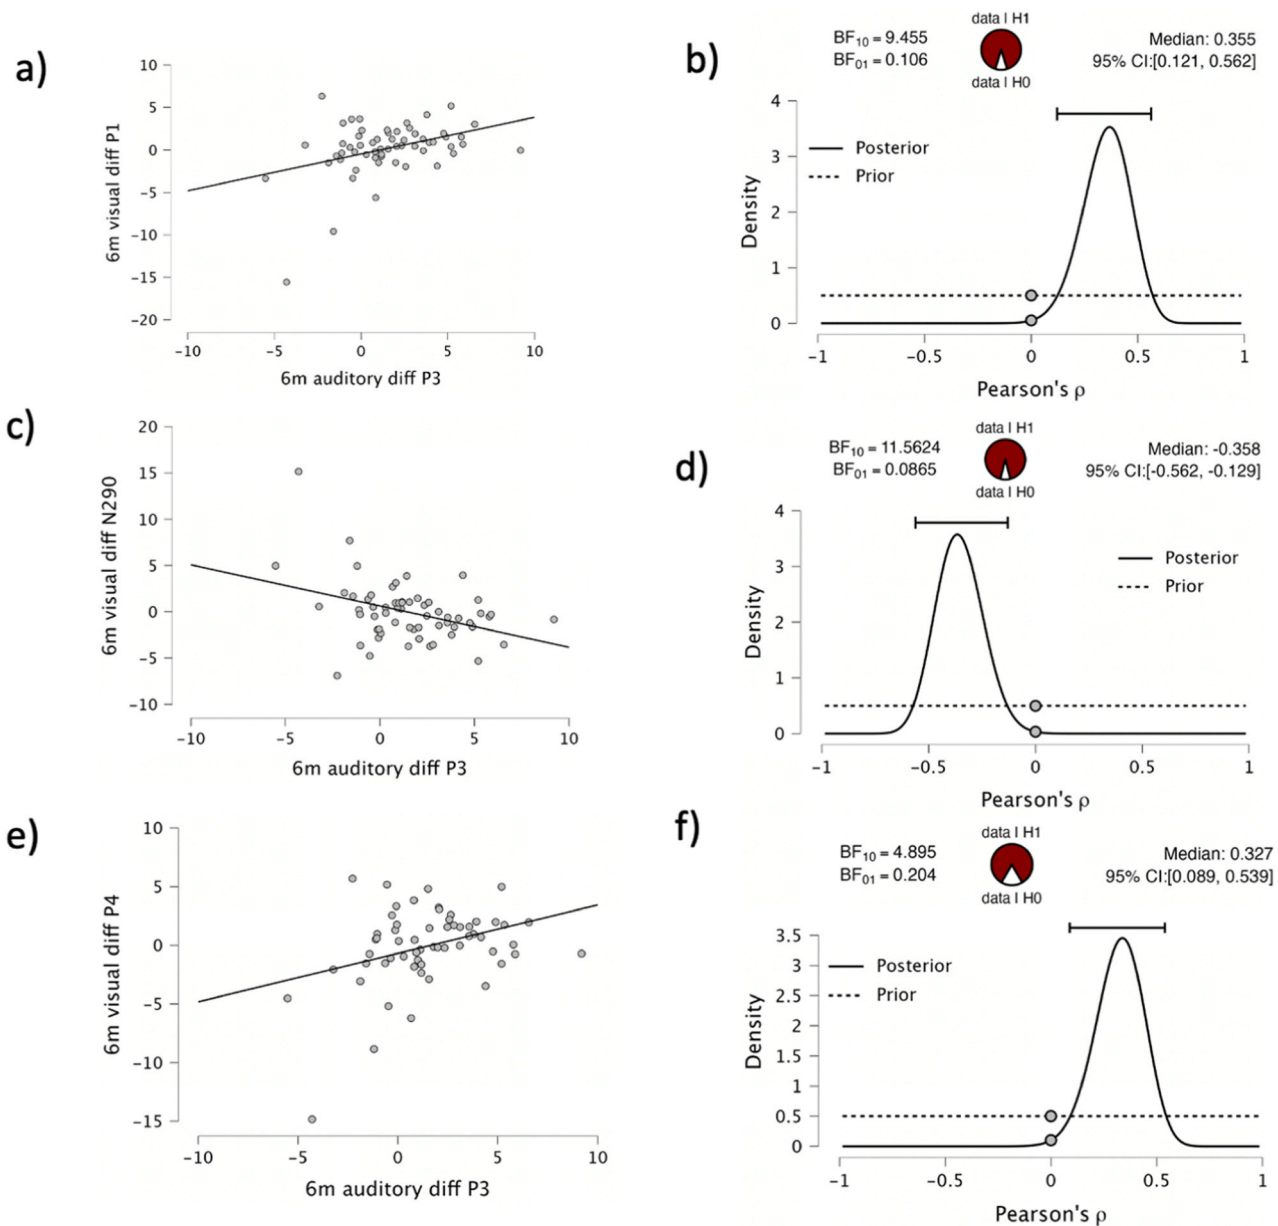 a)
10
5
0
−5
−10
−15
−20
6m visual diff P1
−10 −5 0 5 10
6m auditory diff P3
b)
BF10 = 9.455
BF01 = 0.106
data | H1
data | H0
Median: 0.355
95% CI:[0.121, 0.562]
4
3
2
1
0
Density
Posterior
Prior
−1 −0.5 0 0.5 1
Pearson's ρ
c)
20
15
10
5
0
−5
−10
6m visual diff N290
−10 −5 0 5 10
6m auditory diff P3
d)
BF10 = 11.5624
BF01 = 0.0865
data | H1
data | H0
Median: -0.358
95% CI:[-0.562, -0.129]
4
3
2
1
0
Density
Posterior
Prior
−1 −0.5 0 0.5 1
Pearson's ρ
e)
10
5
0
−5
−10
−15
6m visual diff P4
−10 −5 0 5 10
6m auditory diff P3
f)
BF10 = 4.895
BF01 = 0.204
data | H1
data | H0
Median: 0.327
95% CI:[0.089, 0.539]
3.5
3
2.5
2
1.5
1
0.5
0
Density
Posterior
Prior
−1 −0.5 0 0.5 1
Pearson's ρ